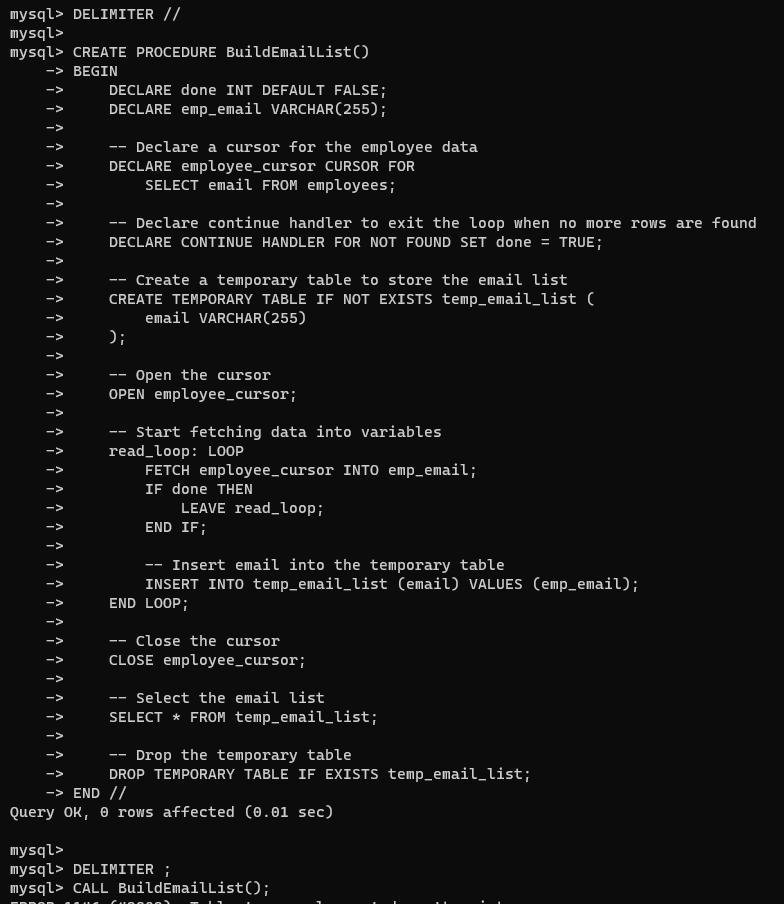 mysql> DELIMITER //
mysql>
mysql> CREATE PROCEDURE BuildEmailList()
    -> BEGIN
    ->     DECLARE done INT DEFAULT FALSE;
    ->     DECLARE emp_email VARCHAR(255);
    ->
    ->     -- Declare a cursor for the employee data
    ->     DECLARE employee_cursor CURSOR FOR
    ->         SELECT email FROM employees;
    ->
    ->     -- Declare continue handler to exit the loop when no more rows are found
    ->     DECLARE CONTINUE HANDLER FOR NOT FOUND SET done = TRUE;
    ->
    ->     -- Create a temporary table to store the email list
    ->     CREATE TEMPORARY TABLE IF NOT EXISTS temp_email_list (
    ->         email VARCHAR(255)
    ->     );
    ->
    ->     -- Open the cursor
    ->     OPEN employee_cursor;
    ->
    ->     -- Start fetching data into variables
    ->     read_loop: LOOP
    ->         FETCH employee_cursor INTO emp_email;
    ->         IF done THEN
    ->             LEAVE read_loop;
    ->         END IF;
    ->
    ->         -- Insert email into the temporary table
    ->         INSERT INTO temp_email_list (email) VALUES (emp_email);
    ->     END LOOP;
    ->
    ->     -- Close the cursor
    ->     CLOSE employee_cursor;
    ->
    ->     -- Select the email list
    ->     SELECT * FROM temp_email_list;
    ->
    ->     -- Drop the temporary table
    ->     DROP TEMPORARY TABLE IF EXISTS temp_email_list;
    -> END //
Query OK, 0 rows affected (0.01 sec)

mysql>
mysql> DELIMITER ;
mysql> CALL BuildEmailList();